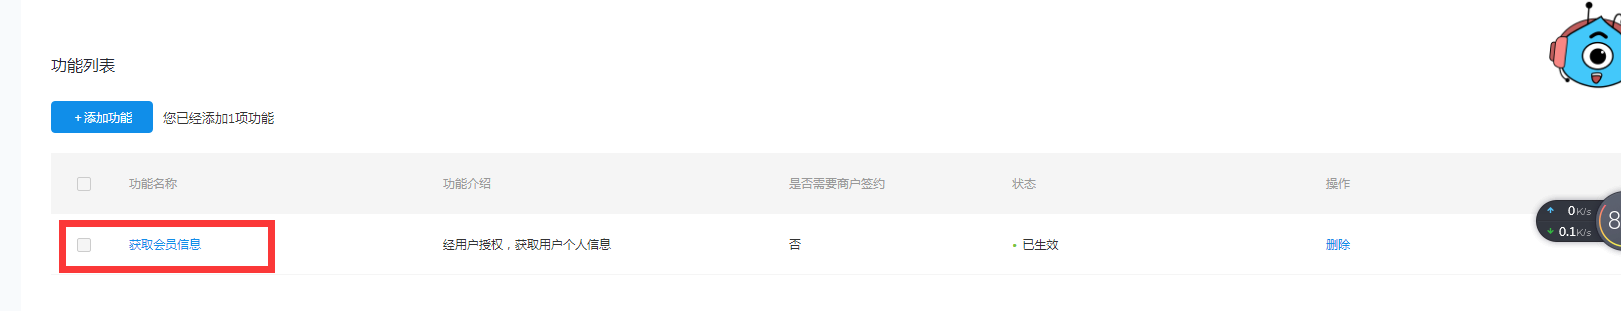 功能列表
+ 添加功能 您已经添加1项功能
功能名称 功能介绍 是否需要商户签约 状态 操作
获取会员信息 经用户授权，获取用户个人信息 否 已生效 删除
0K/s
0.1K/s
8